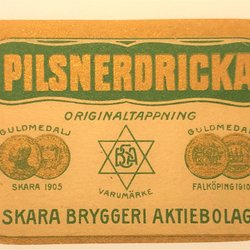 PILSNERDRICKA
ORIGINALTAPPNING
GULDMEDALJ
GULDMEDALJ
SKARA 1905
VARUMÄRKE
FALKÖPING 1910
SKARA BRYGGERI AKTIEBOLAG